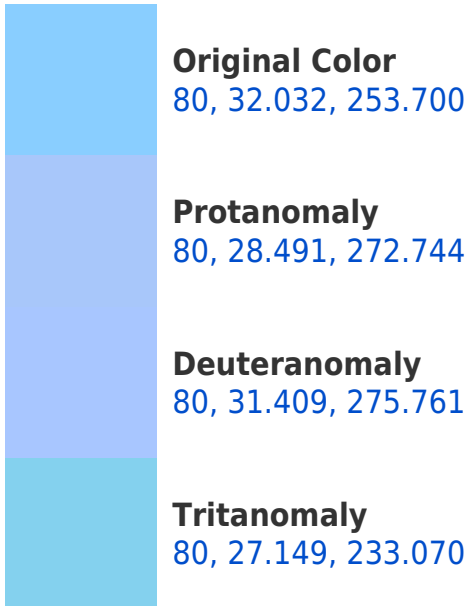 Original Color
80, 32.032, 253.700
Protanomaly
80, 28.491, 272.744
Deuteranomaly
80, 31.409, 275.761
Tritanomaly
80, 27.149, 233.070